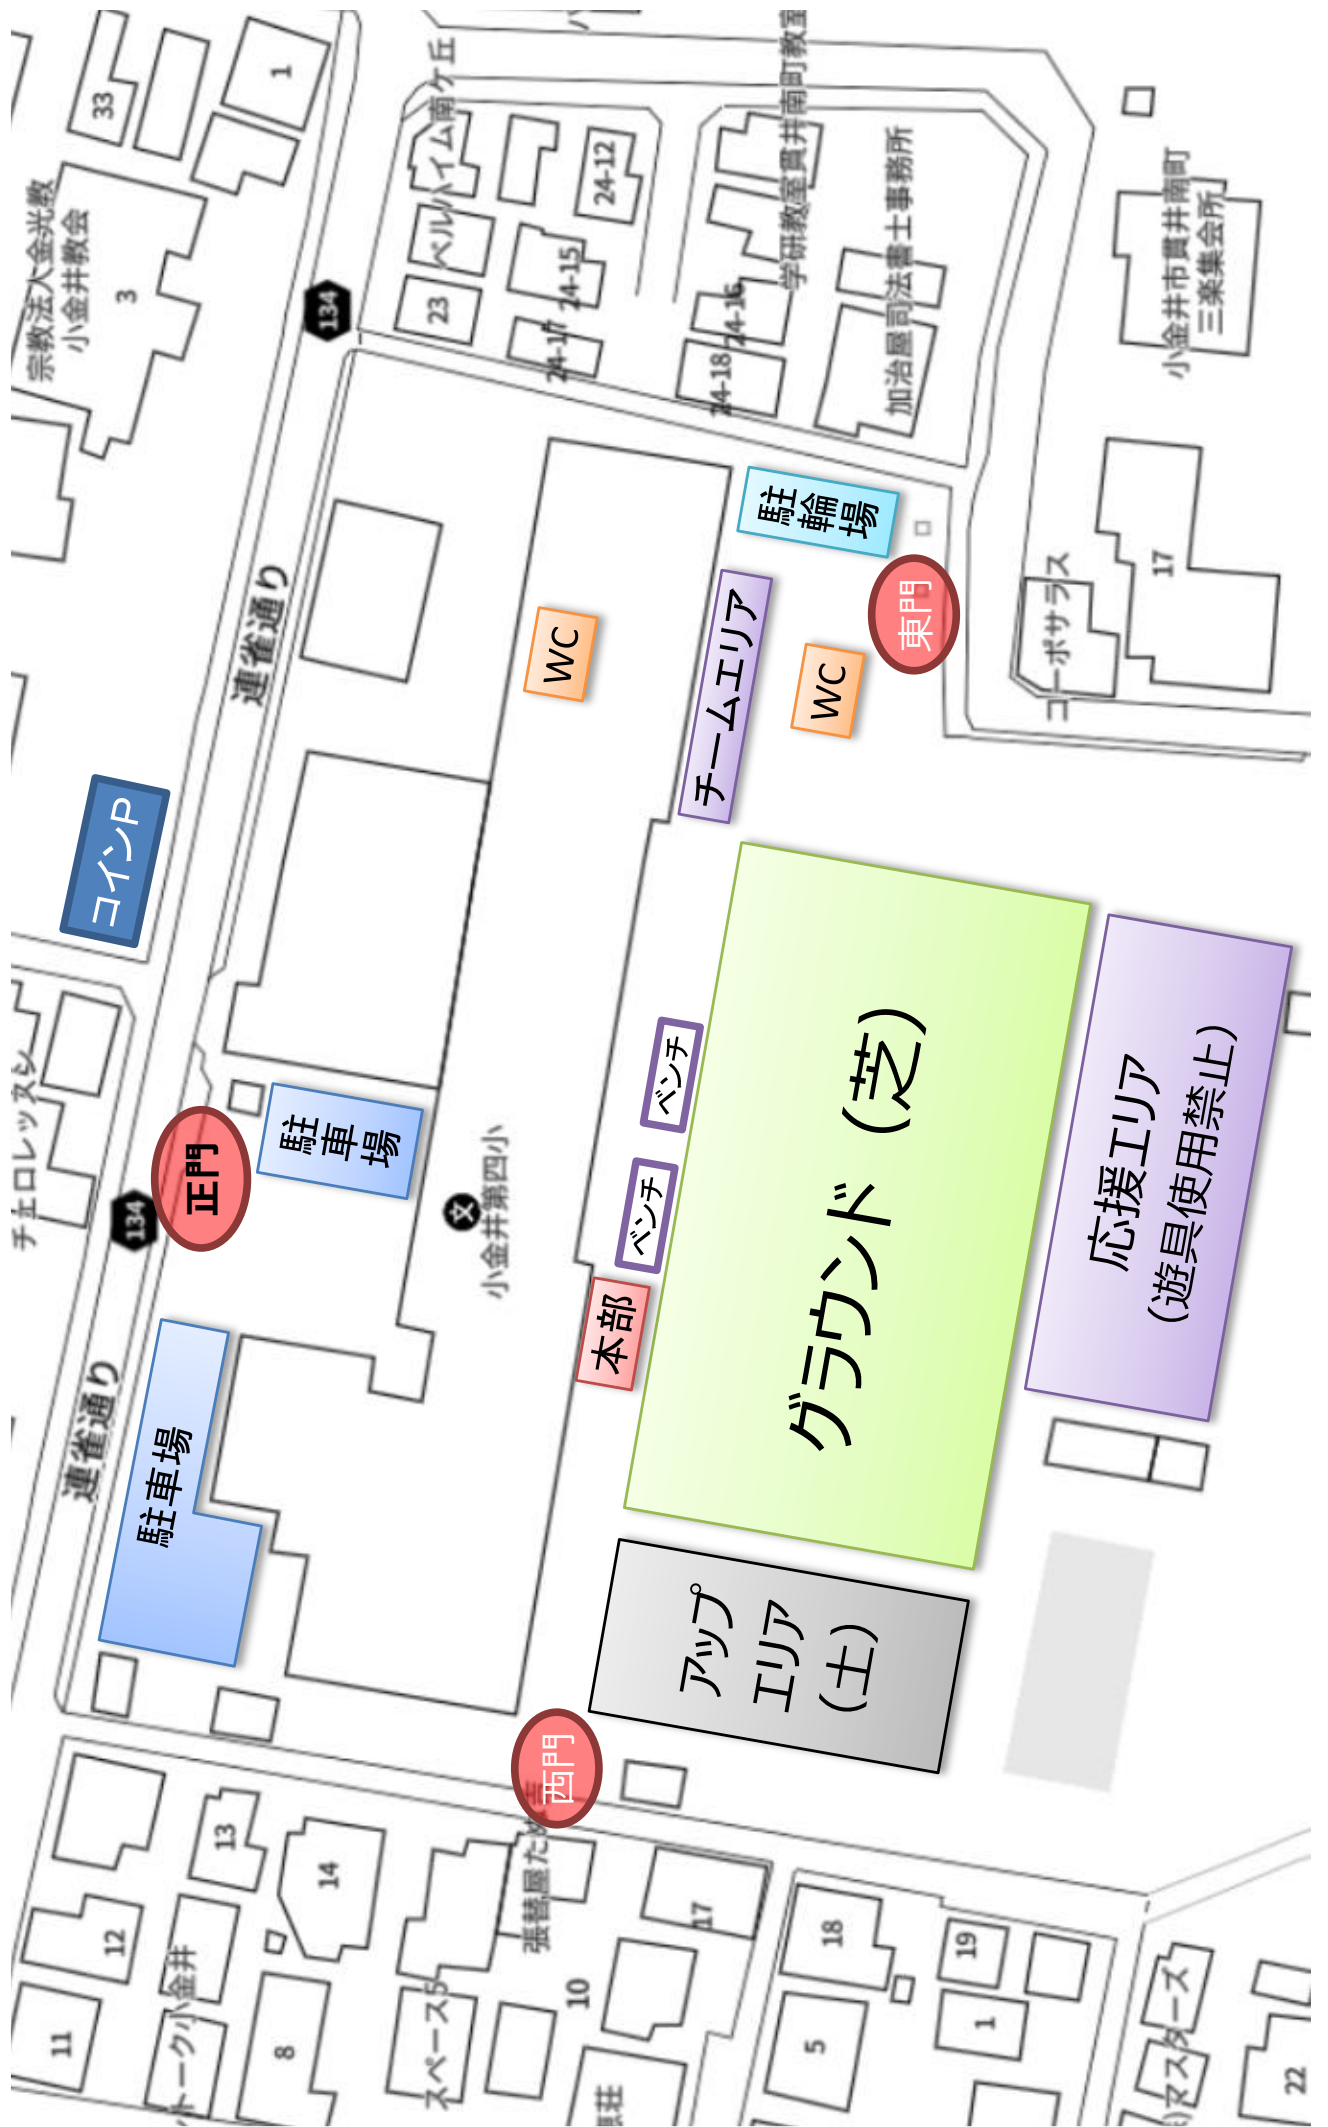 連雀通り
連雀通り
134
134
宗教法人金光教
小金井教会
3
33
1
ベルハイム南ケ丘
23
24-12
24-15
24-17
24-16
24-18
学研教室貫井南町教室
加治屋司法書士事務所
小金井市貫井南町
三楽集会所
コーポサラス
17
コインP
正門
駐車場
駐
車
場
文
小金井第四小
WC
WC
駐
輪
場
東門
チームエリア
ベンチ
ベンチ
本部
グラウンド（芝）
応援エリア
（遊具使用禁止）
アップ
エリア
（土）
西門
11
12
13
14
8
10
17
18
19
5
1
22